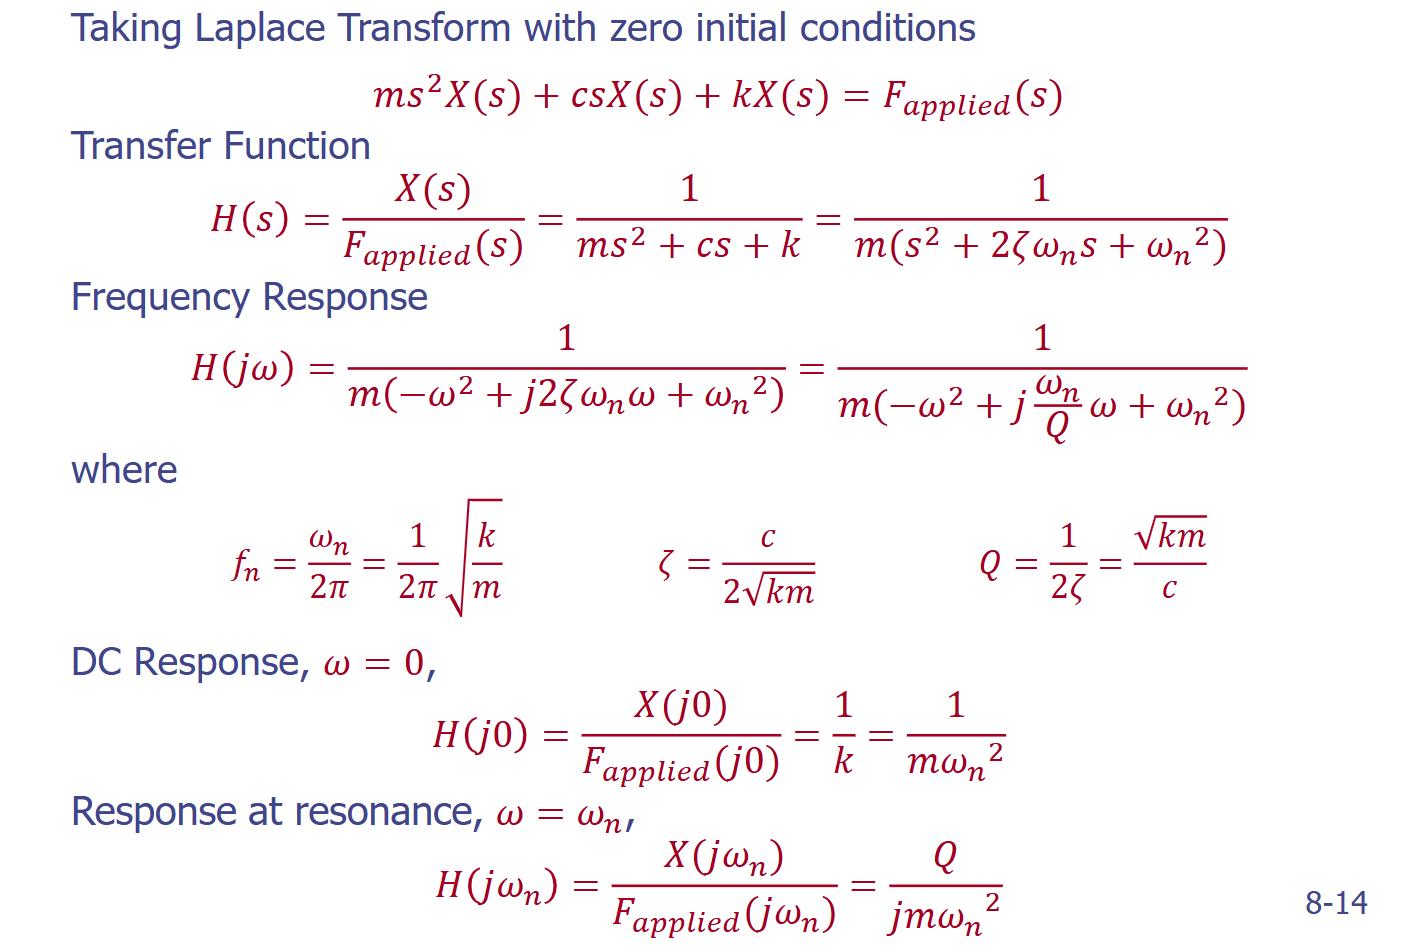 Taking Laplace Transform with zero initial conditions
$ms^2X(s) + csX(s) + kX(s) = F_{applied}(s)$
Transfer Function
$H(s) = \frac{X(s)}{F_{applied}(s)} = \frac{1}{ms^2 + cs + k} = \frac{1}{m(s^2 + 2\zeta\omega_n s + {\omega_n}^2)}$
Frequency Response
$H(j\omega) = \frac{1}{m(-\omega^2 + j2\zeta\omega_n\omega + {\omega_n}^2)} = \frac{1}{m(-\omega^2 + j\frac{\omega_n}{Q}\omega + {\omega_n}^2)}$
where
$f_n = \frac{\omega_n}{2\pi} = \frac{1}{2\pi}\sqrt{\frac{k}{m}}$ $\zeta = \frac{c}{2\sqrt{km}}$ $Q = \frac{1}{2\zeta} = \frac{\sqrt{km}}{c}$
DC Response, $\omega = 0$,
$H(j0) = \frac{X(j0)}{F_{applied}(j0)} = \frac{1}{k} = \frac{1}{m{\omega_n}^2}$
Response at resonance, $\omega = \omega_n$,
$H(j\omega_n) = \frac{X(j\omega_n)}{F_{applied}(j\omega_n)} = \frac{Q}{jm{\omega_n}^2}$
8-14